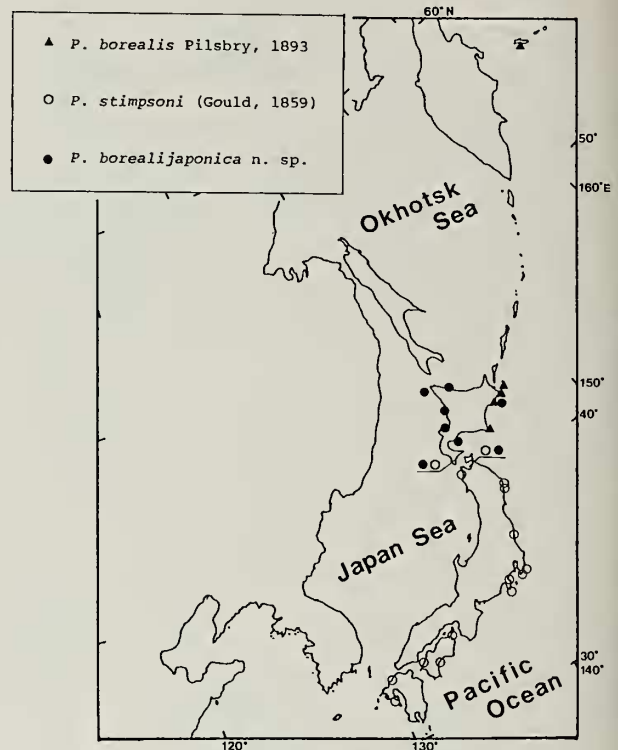 ▲ P. borealis Pilsbry, 1893
○ P. stimpsoni (Gould, 1859)
● P. borealijaponica n. sp.
60°N
50°
160°E
Okhotsk
Sea
150°
40°
Japan Sea
30°
140°
Pacific
Ocean
120°
130°